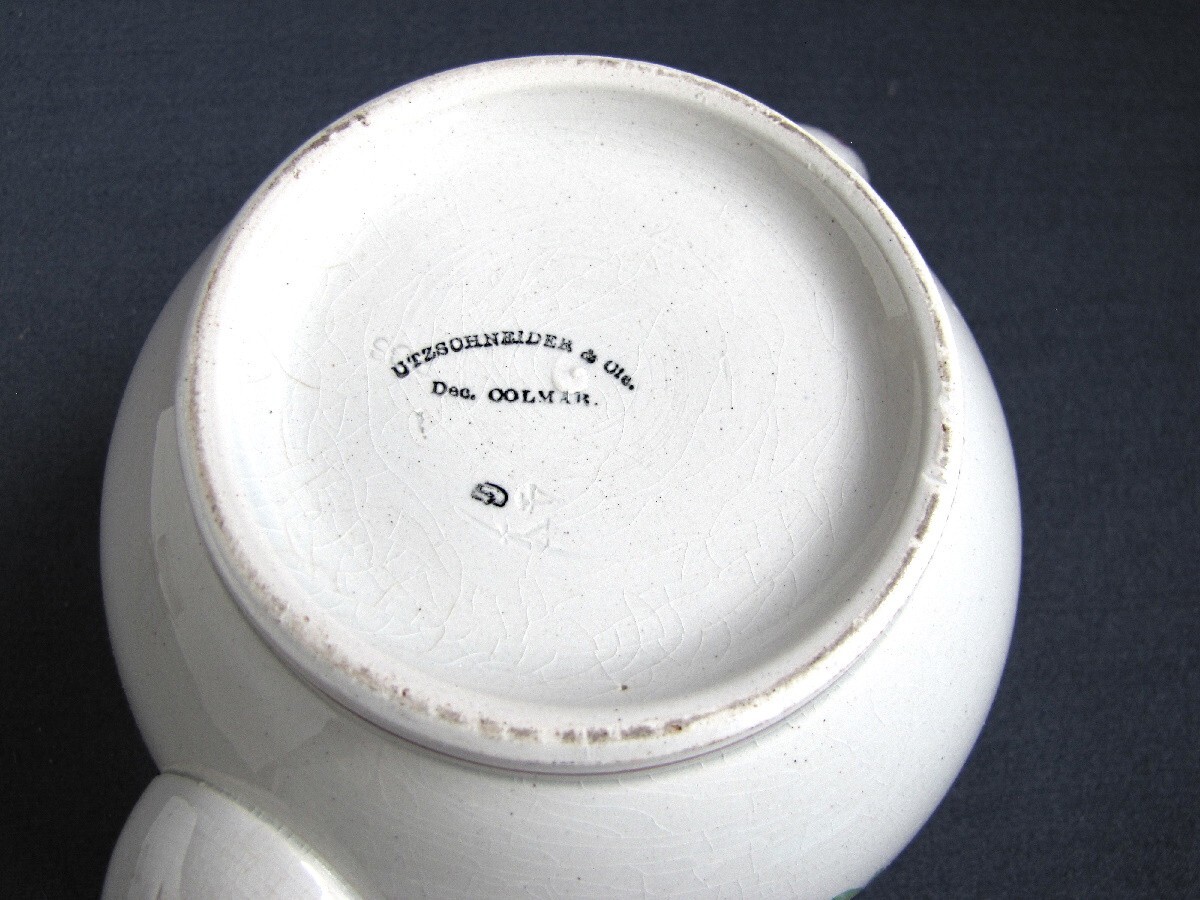 UTZSCHNEIDER & Cie.
Dec. COLMAR.